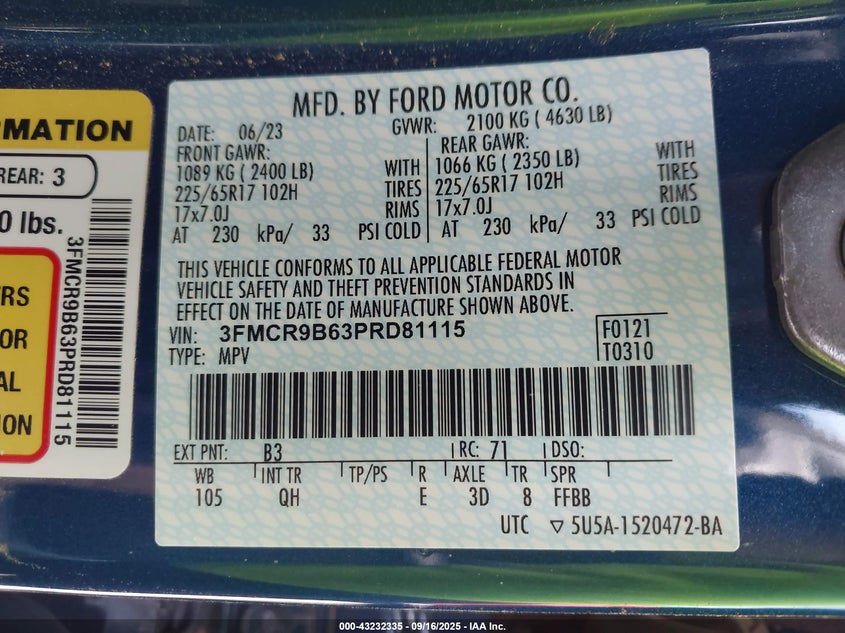 RMATION
REAR: 3
0 lbs.
3FMCR9B63PRD81115
RS
OR
AL
ION
MFD. BY FORD MOTOR CO.
DATE: 06/23 GVWR: 2100 KG ( 4630 LB)
FRONT GAWR: REAR GAWR:
1089 KG ( 2400 LB) WITH 1066 KG ( 2350 LB) WITH
225/65R17 102H TIRES 225/65R17 102H TIRES
17x7.0J RIMS 17x7.0J RIMS
AT 230 kPa/ 33 PSI COLD AT 230 kPa/ 33 PSI COLD
THIS VEHICLE CONFORMS TO ALL APPLICABLE FEDERAL MOTOR
VEHICLE SAFETY AND THEFT PREVENTION STANDARDS IN
EFFECT ON THE DATE OF MANUFACTURE SHOWN ABOVE.
VIN: 3FMCR9B63PRD81115 F0121
TYPE: MPV T0310
EXT PNT: B3 RC: 71 DSO:
WB INT TR TP/PS R AXLE TR SPR
105 QH E 3D 8 FFBB
UTC ▽ 5U5A-1520472-BA
000-43232335 - 09/16/2025 - IAA Inc.